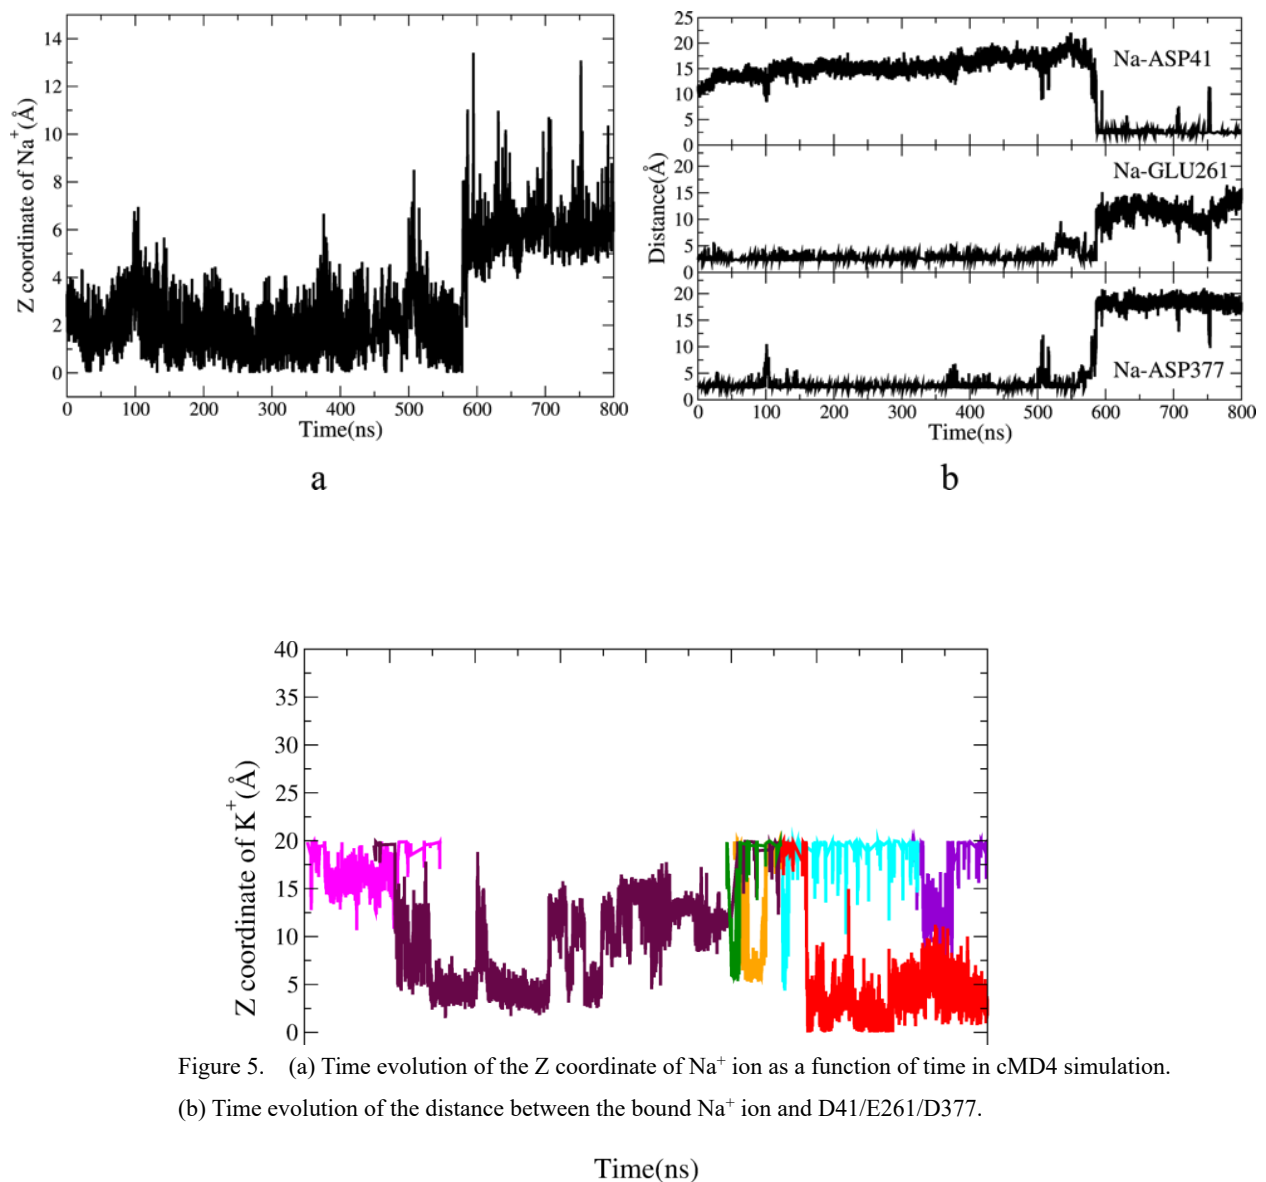 14
12
10
8
6
4
2
0
Z coordinate of Na+(Å)
0 100 200 300 400 500 600 700 800
Time(ns)
a
25
20
15
10
5
0
Na-ASP41
20
15
10
5
0
Na-GLU261
20
15
10
5
0
Na-ASP377
Distance(Å)
0 100 200 300 400 500 600 700 800
Time(ns)
b
40
35
30
25
20
15
10
5
0
Z coordinate of K+(Å)
Figure 5. (a) Time evolution of the Z coordinate of Na+ ion as a function of time in cMD4 simulation.
(b) Time evolution of the distance between the bound Na+ ion and D41/E261/D377.
Time(ns)